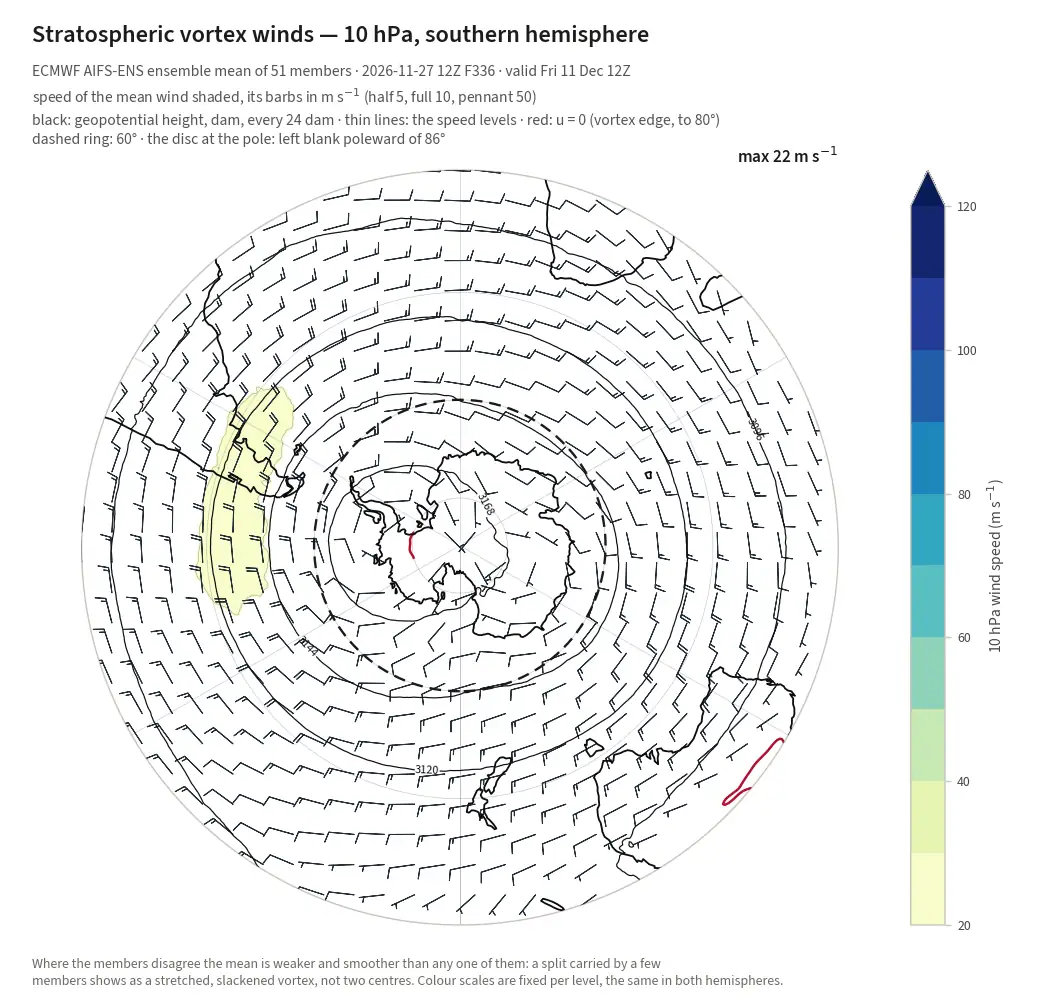 Stratospheric vortex winds — 10 hPa, southern hemisphere
ECMWF AIFS-ENS ensemble mean of 51 members · 2026-11-27 12Z F336 · valid Fri 11 Dec 12Z
speed of the mean wind shaded, its barbs in m s⁻¹ (half 5, full 10, pennant 50)
black: geopotential height, dam, every 24 dam · thin lines: the speed levels · red: u = 0 (vortex edge, to 80°)
dashed ring: 60° · the disc at the pole: left blank poleward of 86°
max 22 m s⁻¹
120
100
80
60
40
20
10 hPa wind speed (m s⁻¹)
3096
3168
3144
3120
Where the members disagree the mean is weaker and smoother than any one of them: a split carried by a few
members shows as a stretched, slackened vortex, not two centres. Colour scales are fixed per level, the same in both hemispheres.